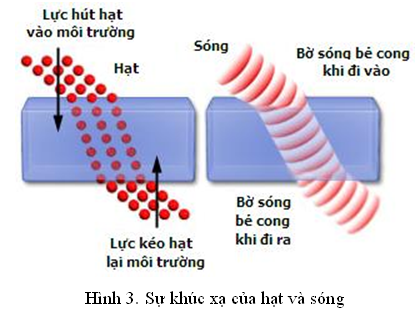 Lực hút hạt
vào môi trường
Hạt
Lực kéo hạt
lại môi trường
Sóng
Bờ sóng bẻ cong
khi đi vào
Bờ sóng
bẻ cong
khi đi ra
Hình 3. Sự khúc xạ của hạt và sóng